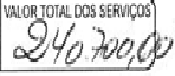 VALOR TOTAL DOS SERVIÇOS
240.700,00